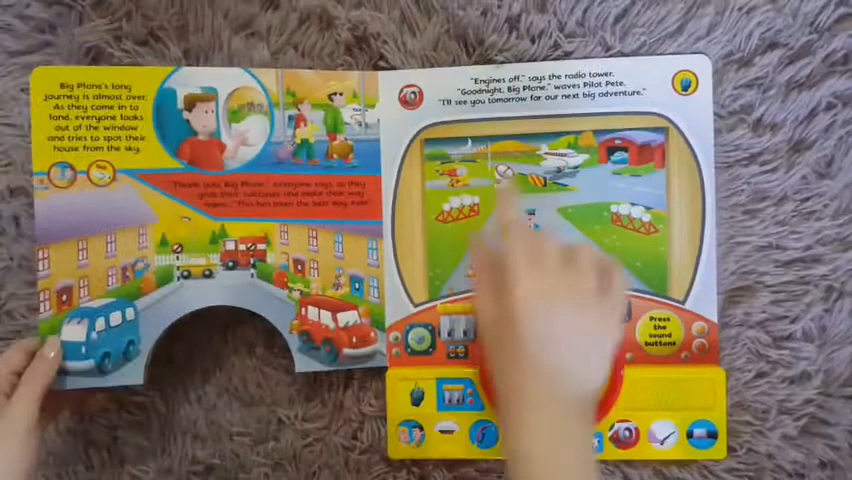 Big Plane's long
journey is almost over.
As they come in to
land, everyone looks
out of the window
and tries to spot their
house from the sky.
"Thank you, Big Plane," everyone says as they
grab their suitcases and make their way
home. "This has been the best way, ever!"
"Engines off," says the radio tower.
"Goodnight, Big Plane," waves Pilot Pete.
"I'll see you tomorrow for our next big adventure."
Press
the
sound
buttons